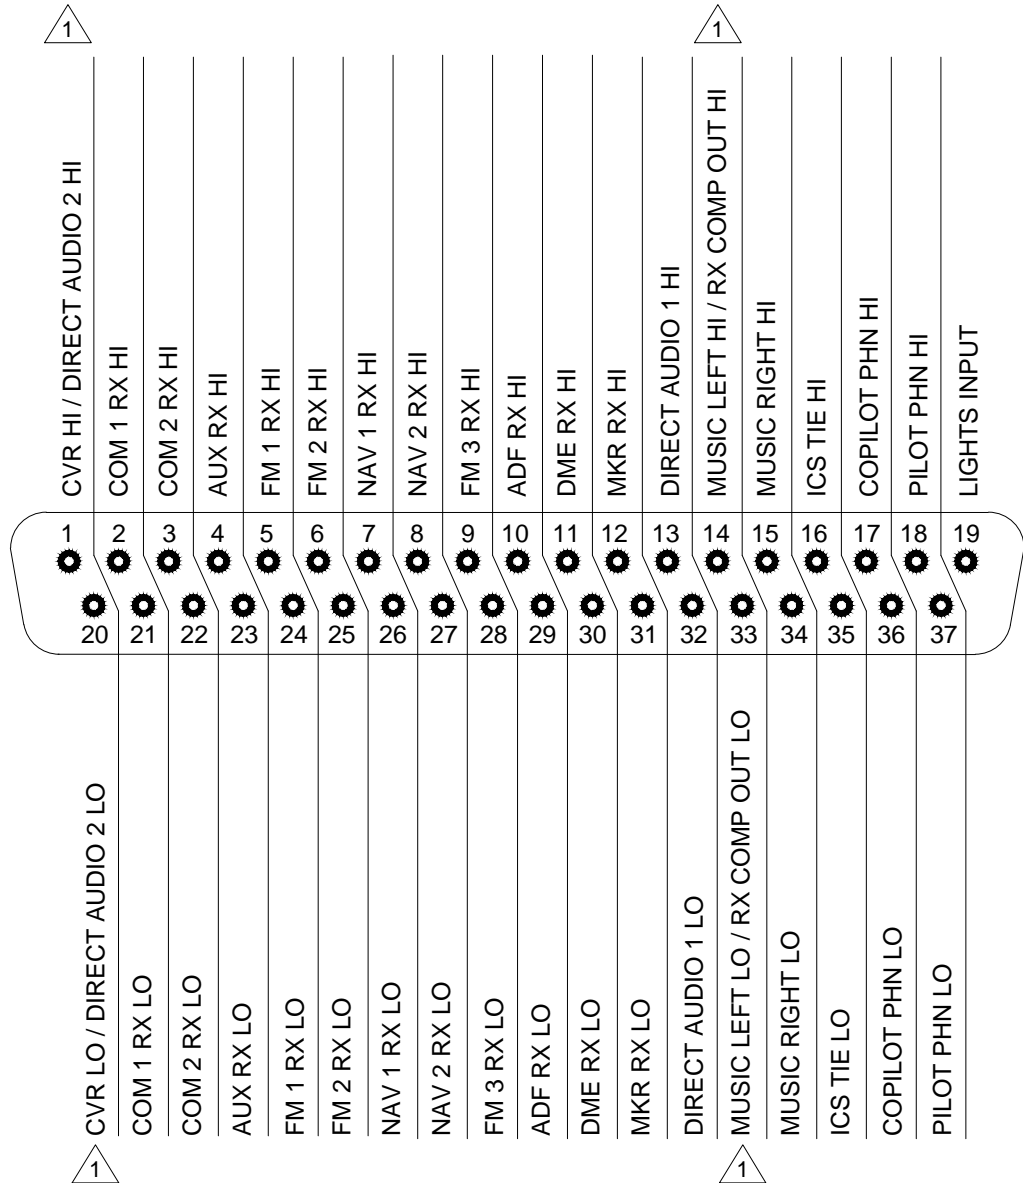 1
1
CVR HI / DIRECT AUDIO 2 HI
COM 1 RX HI
COM 2 RX HI
AUX RX HI
FM 1 RX HI
FM 2 RX HI
NAV 1 RX HI
NAV 2 RX HI
FM 3 RX HI
ADF RX HI
DME RX HI
MKR RX HI
DIRECT AUDIO 1 HI
MUSIC LEFT HI / RX COMP OUT HI
MUSIC RIGHT HI
ICS TIE HI
COPILOT PHN HI
PILOT PHN HI
LIGHTS INPUT
1 2 3 4 5 6 7 8 9 10 11 12 13 14 15 16 17 18 19
20 21 22 23 24 25 26 27 28 29 30 31 32 33 34 35 36 37
CVR LO / DIRECT AUDIO 2 LO
COM 1 RX LO
COM 2 RX LO
AUX RX LO
FM 1 RX LO
FM 2 RX LO
NAV 1 RX LO
NAV 2 RX LO
FM 3 RX LO
ADF RX LO
DME RX LO
MKR RX LO
DIRECT AUDIO 1 LO
MUSIC LEFT LO / RX COMP OUT LO
MUSIC RIGHT LO
ICS TIE LO
COPILOT PHN LO
PILOT PHN LO
1
1